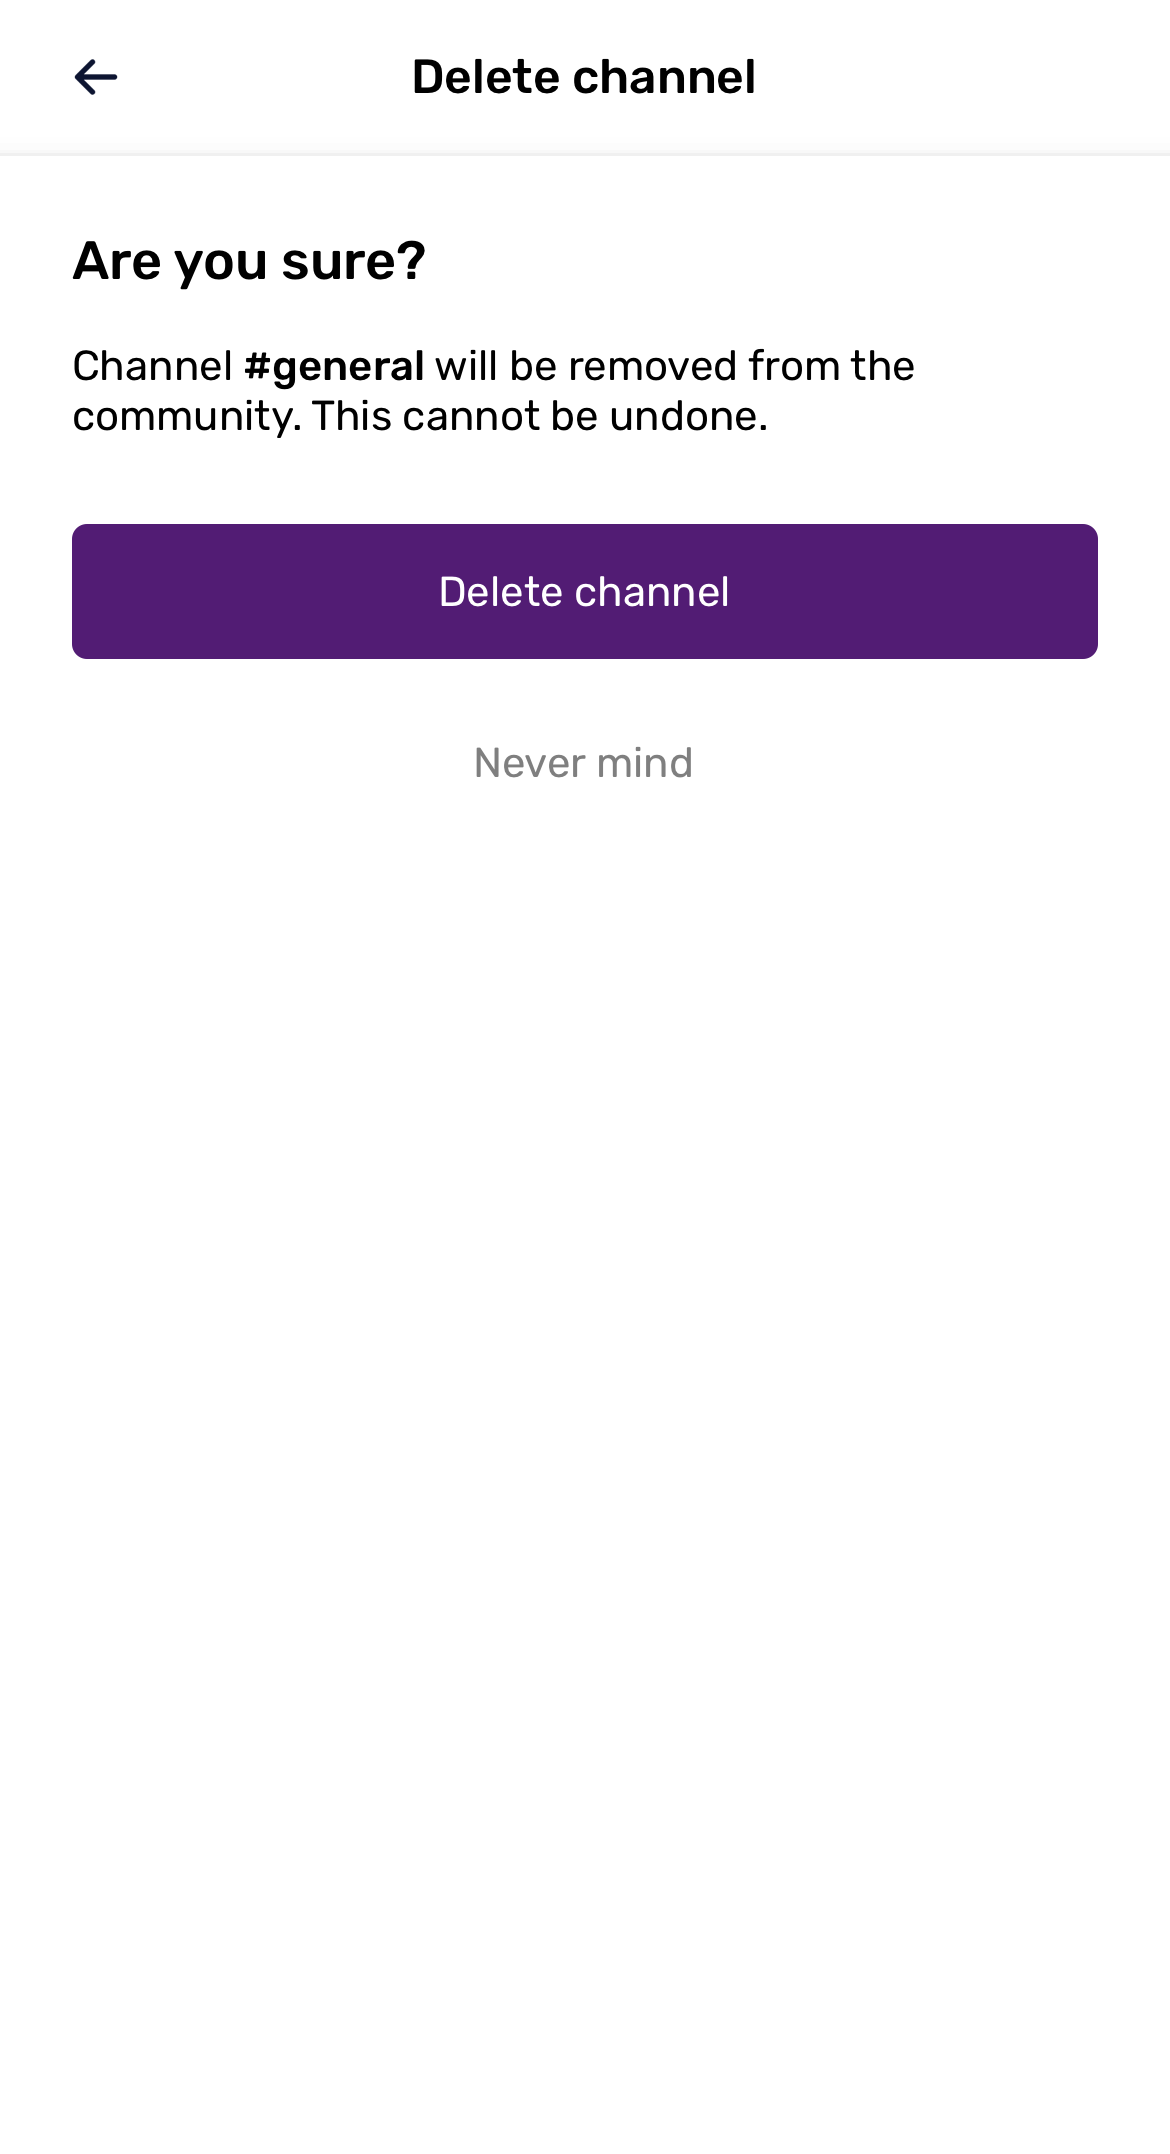 Delete channel
Are you sure?
Channel #general will be removed from the
community. This cannot be undone.
Delete channel
Never mind